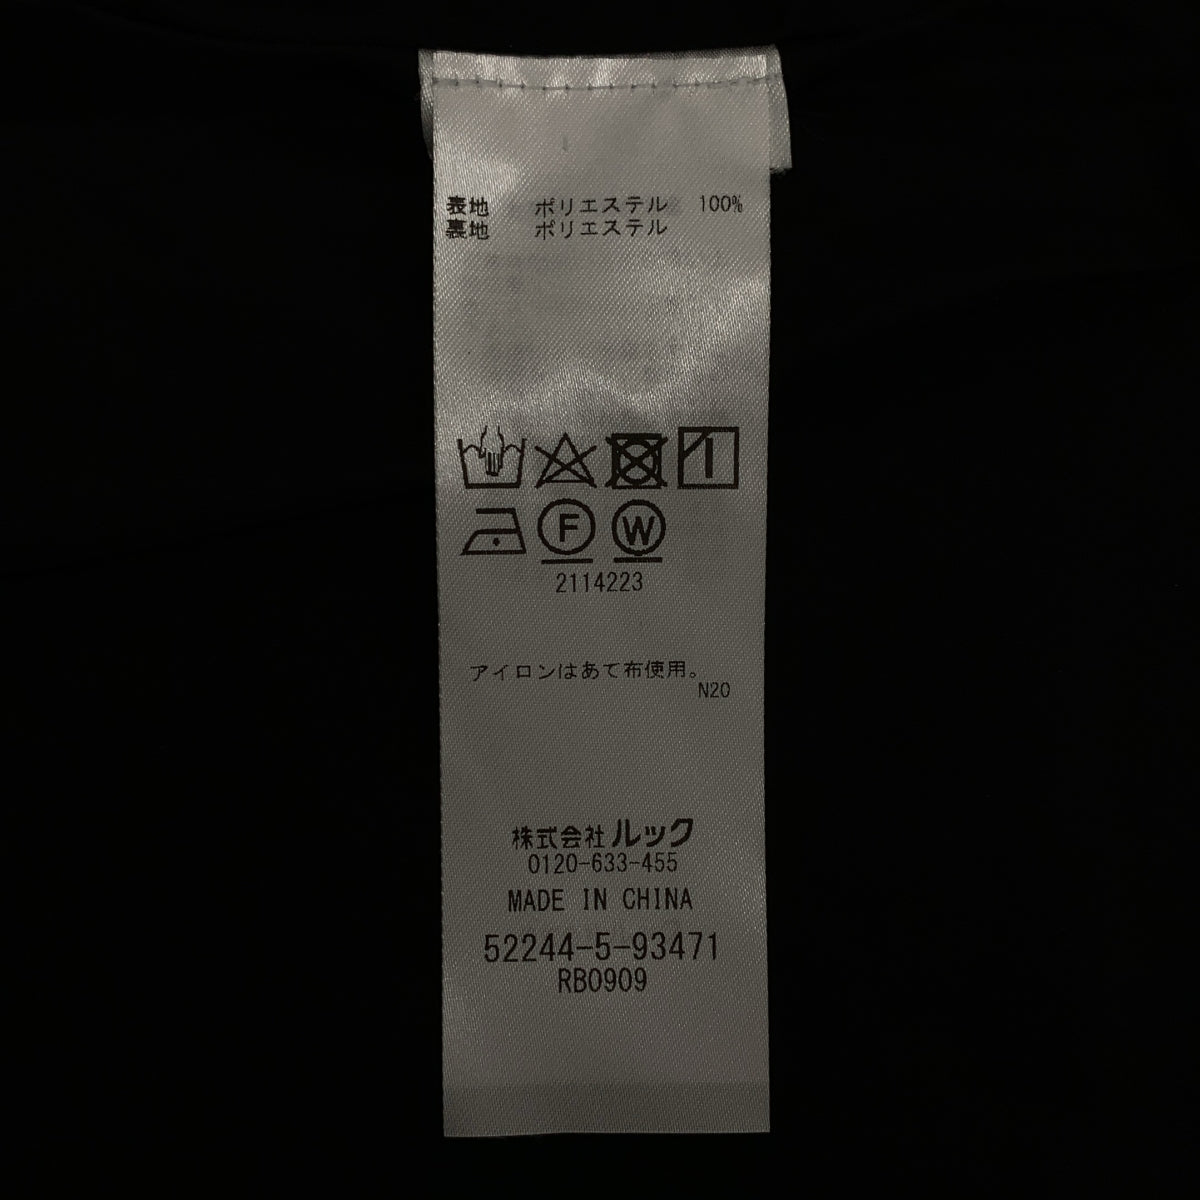 表地 ポリエステル 100%
裏地 ポリエステル
F W
2114223
アイロンはあて布使用。
N20
株式会社ルック
0120-633-455
MADE IN CHINA
52244-5-93471
RB0909